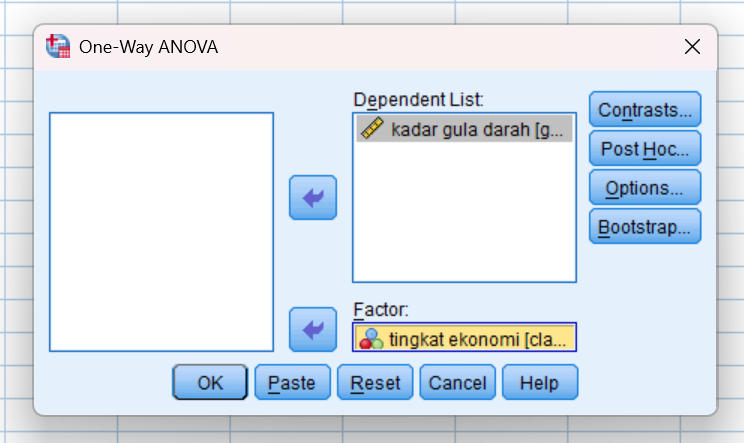 One-Way ANOVA
Dependent List:
kadar gula darah [g...
Contrasts...
Post Hoc...
Options...
Bootstrap...
Factor:
tingkat ekonomi [cla...
OK
Paste
Reset
Cancel
Help